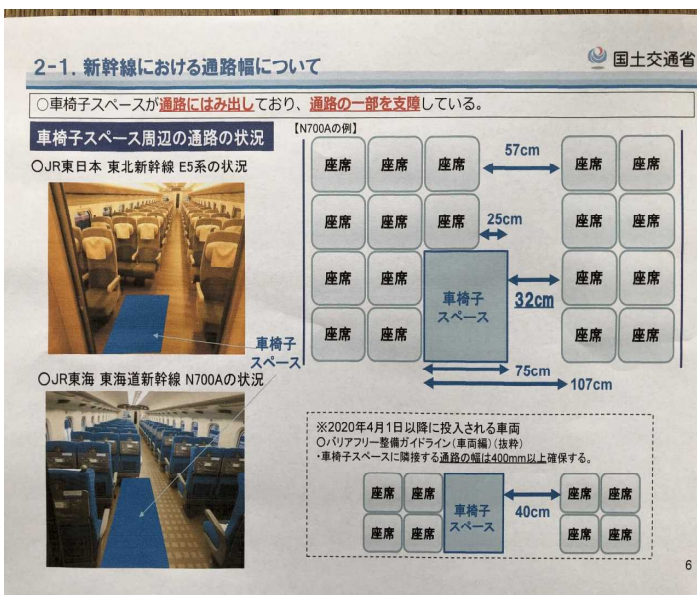 2-1. 新幹線における通路幅について
国土交通省
○車椅子スペースが通路にはみ出しており、通路の一部を支障している。
車椅子スペース周辺の通路の状況
○JR東日本 東北新幹線 E5系の状況
車椅子
スペース
○JR東海 東海道新幹線 N700Aの状況
【N700Aの例】
座席 座席 座席 57cm 座席 座席
座席 座席 座席 25cm 座席 座席
座席 座席 車椅子 スペース 32cm 座席 座席
座席 座席 座席 座席
75cm
107cm
※2020年4月1日以降に投入される車両
○バリアフリー整備ガイドライン(車両編)(抜粋)
・車椅子スペースに隣接する通路の幅は400mm以上確保する。
座席 座席 車椅子 スペース 40cm 座席 座席
座席 座席 座席 座席
6